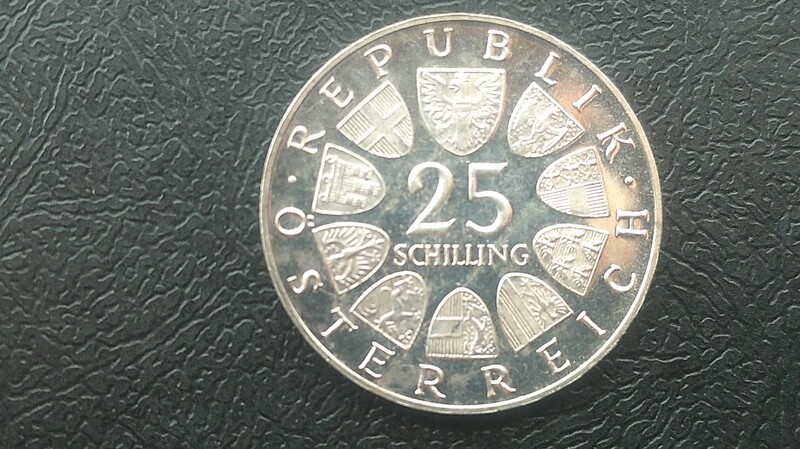 REPUBLIK · ÖSTERREICH ·
25
SCHILLING